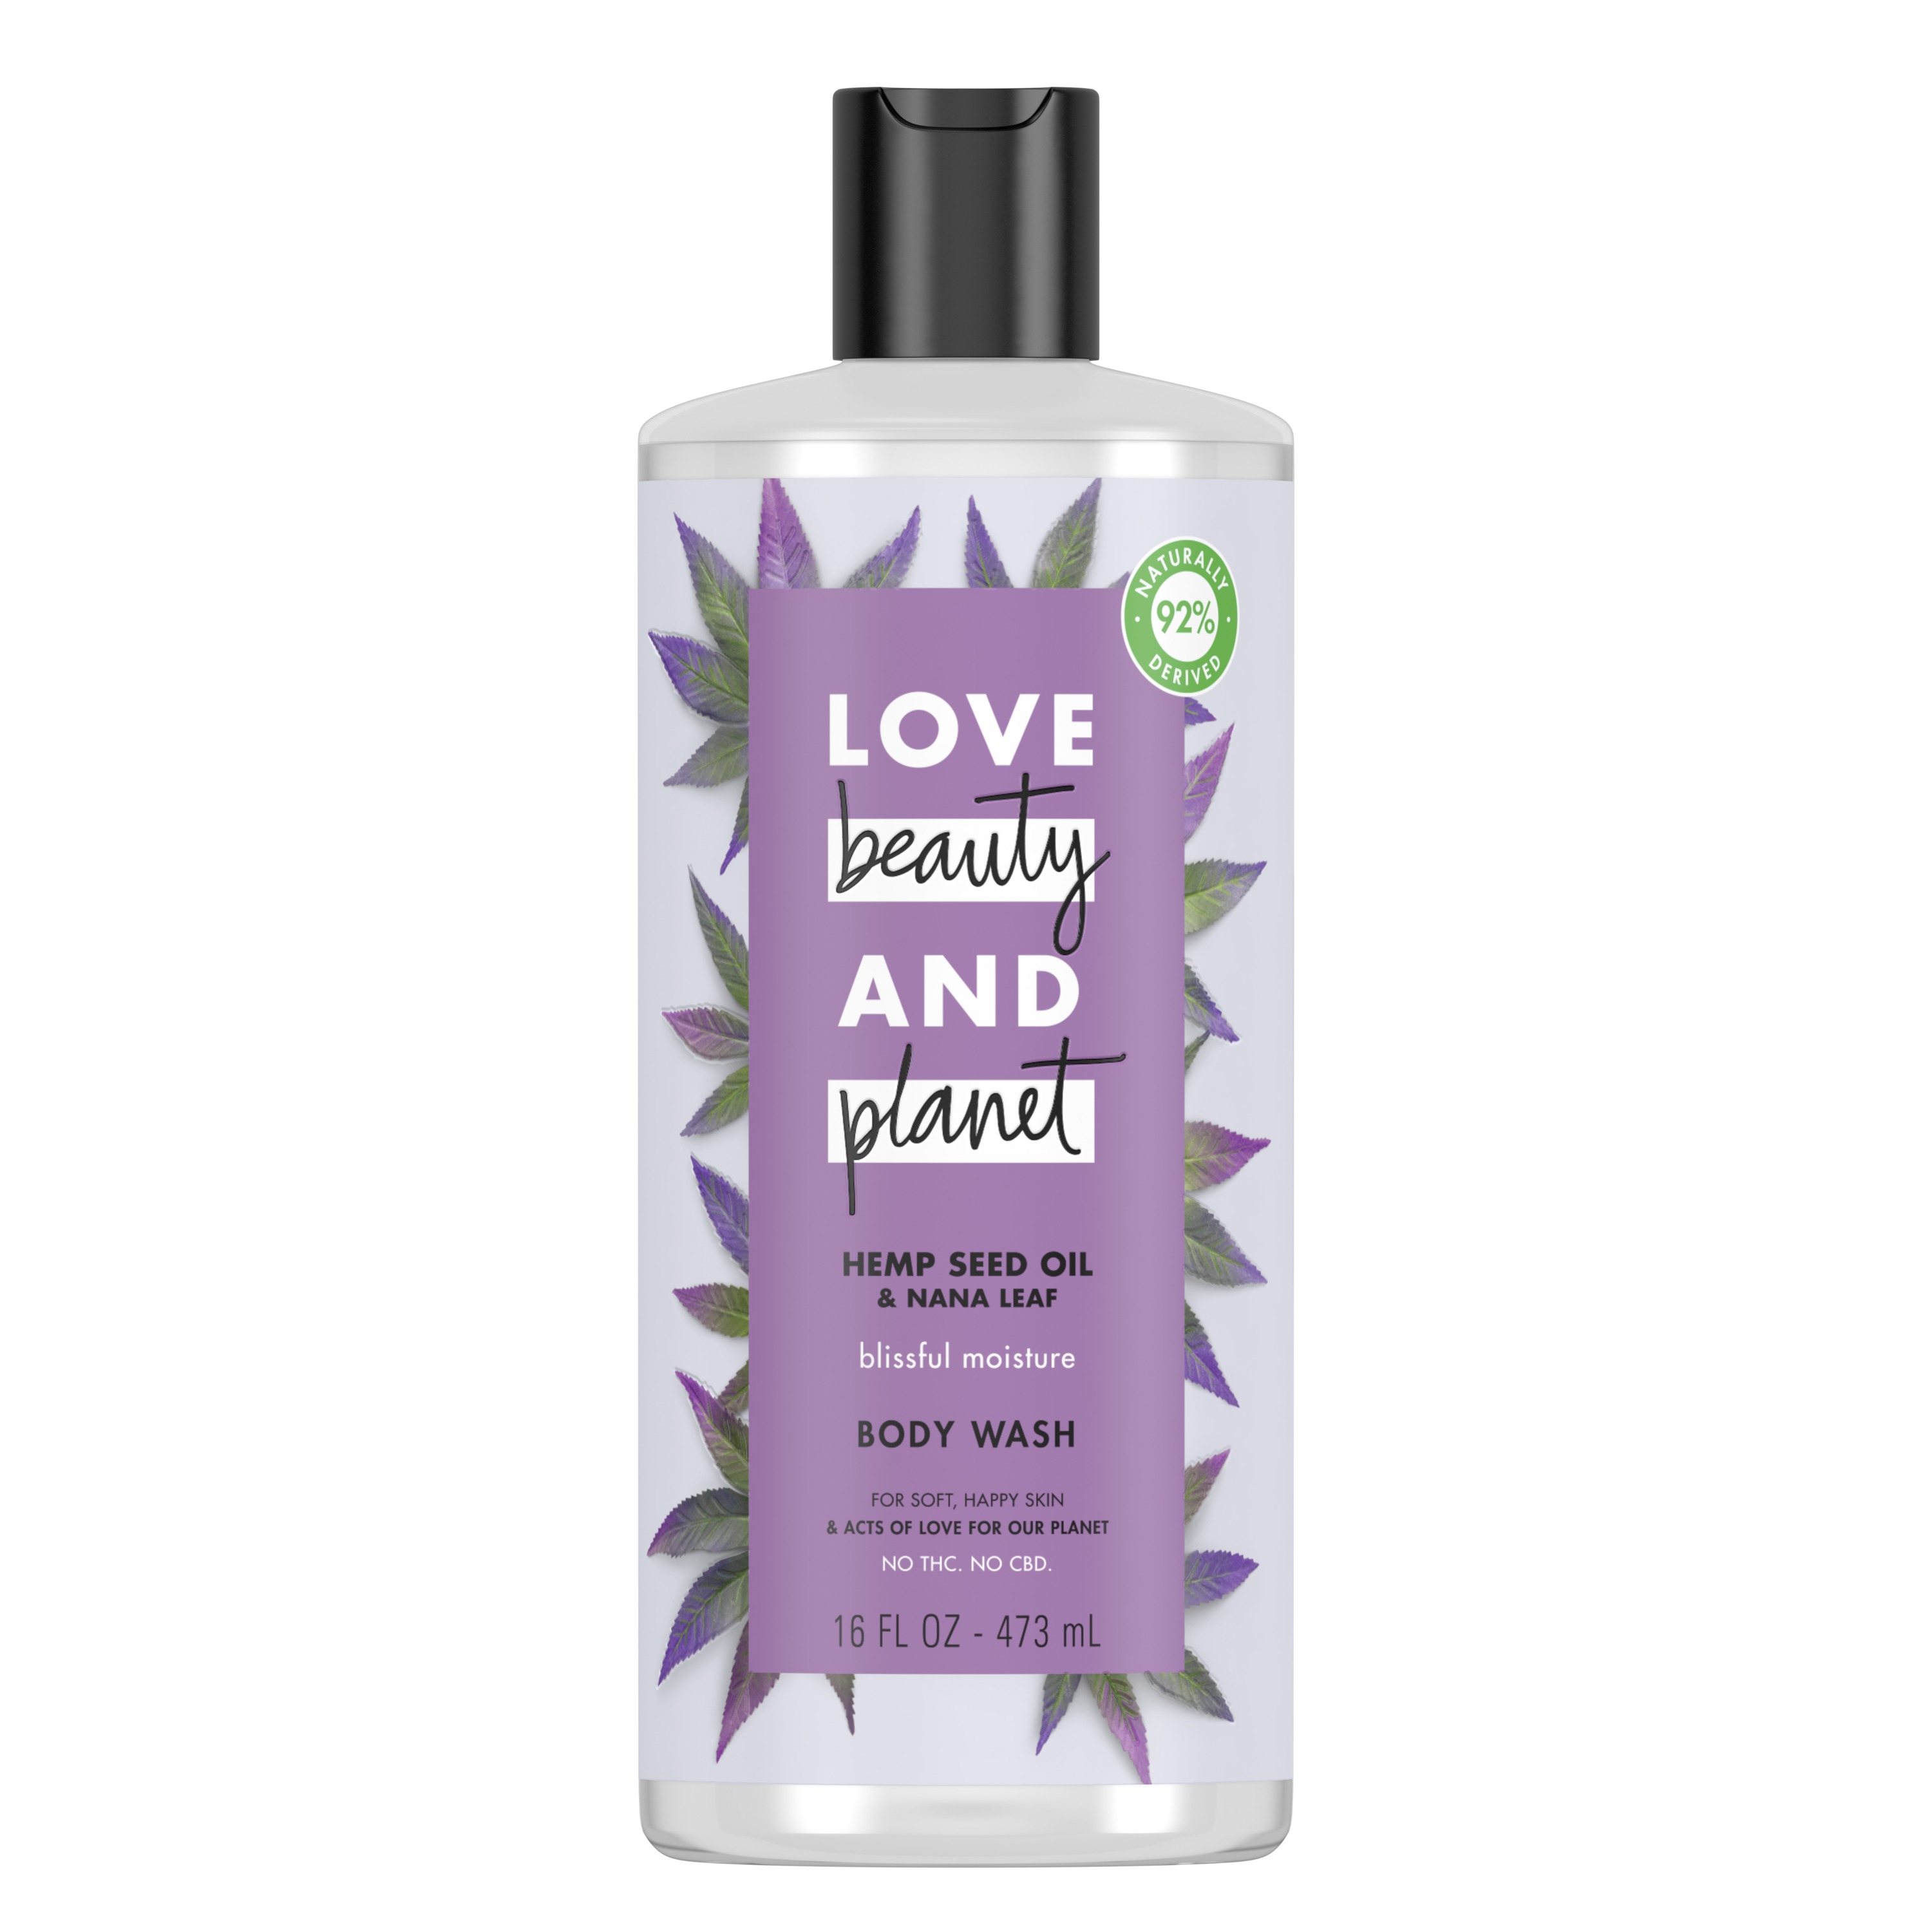 NATURALLY
92%
DERIVED
LOVE
beauty
AND
planet
HEMP SEED OIL
& NANA LEAF
blissful moisture
BODY WASH
FOR SOFT, HAPPY SKIN
& ACTS OF LOVE FOR OUR PLANET
NO THC. NO CBD.
16 FL OZ - 473 mL